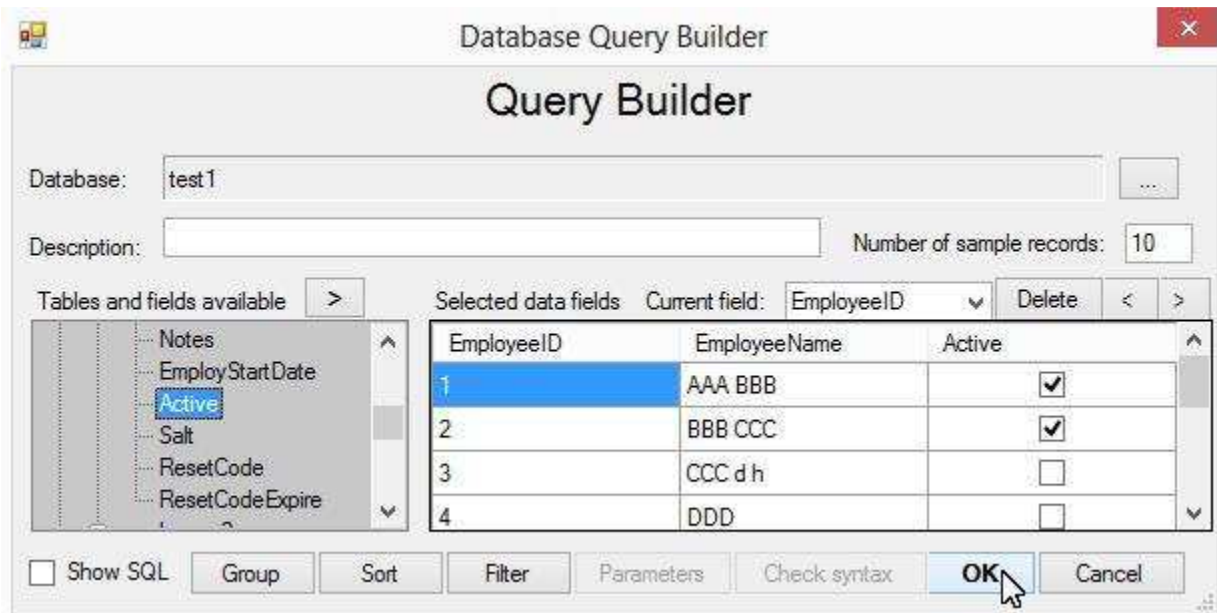 Database Query Builder
Query Builder
Database: test1 ...
Description: Number of sample records: 10
Tables and fields available > Selected data fields Current field: EmployeeID Delete < >
Notes
EmployStartDate
Active
Salt
ResetCode
ResetCodeExpire
EmployeeID EmployeeName Active
1 AAA BBB
2 BBB CCC
3 CCC d h
4 DDD
Show SQL Group Sort Filter Parameters Check syntax OK Cancel